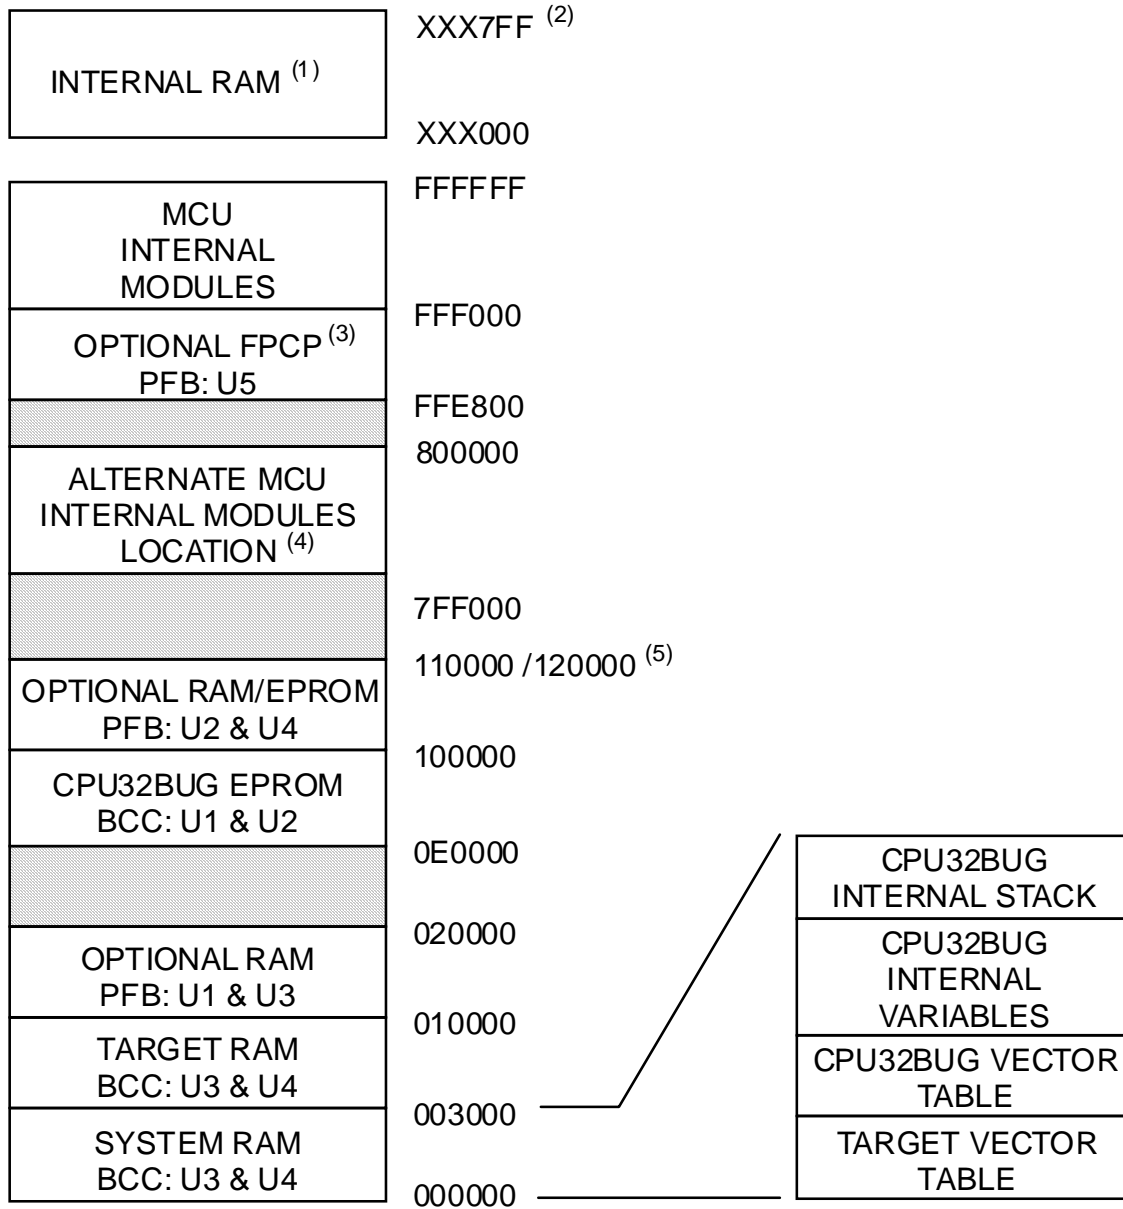 XXX7FF (2)
INTERNAL RAM (1)
XXX000
FFFFFF
MCU
INTERNAL
MODULES
FFF000
OPTIONAL FPCP (3)
PFB: U5
FFE800
800000
ALTERNATE MCU
INTERNAL MODULES
LOCATION (4)
7FF000
110000 /120000 (5)
OPTIONAL RAM/EPROM
PFB: U2 & U4
100000
CPU32BUG EPROM
BCC: U1 & U2
0E0000
020000
OPTIONAL RAM
PFB: U1 & U3
010000
TARGET RAM
BCC: U3 & U4
003000
SYSTEM RAM
BCC: U3 & U4
000000
CPU32BUG
INTERNAL STACK
CPU32BUG
INTERNAL
VARIABLES
CPU32BUG VECTOR
TABLE
TARGET VECTOR
TABLE